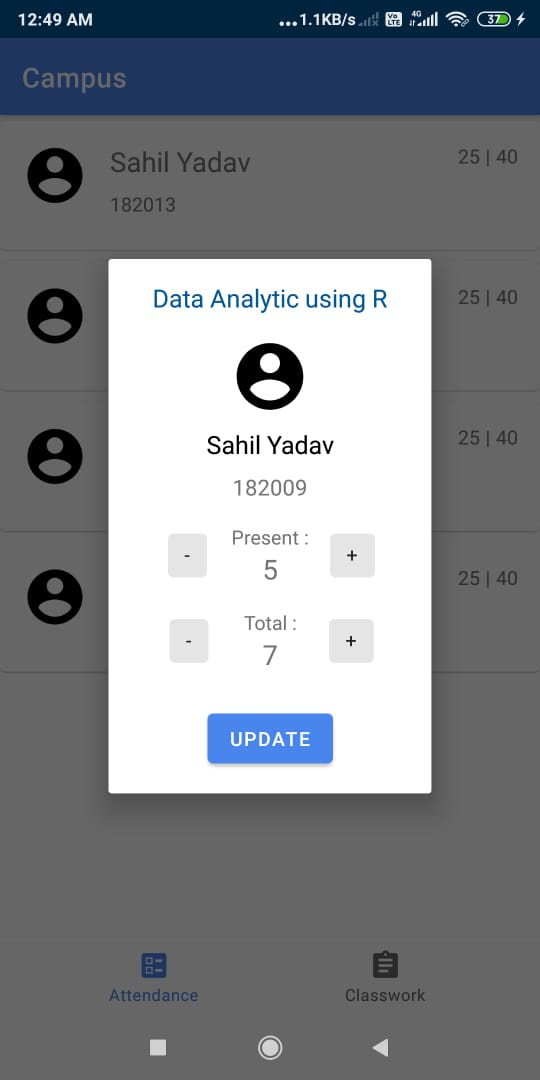 12:49 AM ...1.1KB/s Vo LTE 4G 37
Campus
Sahil Yadav 25 | 40
182013
25 | 40
25 | 40
25 | 40
Data Analytic using R
Sahil Yadav
182009
Present :
- 5 +
Total :
- 7 +
UPDATE
Attendance Classwork